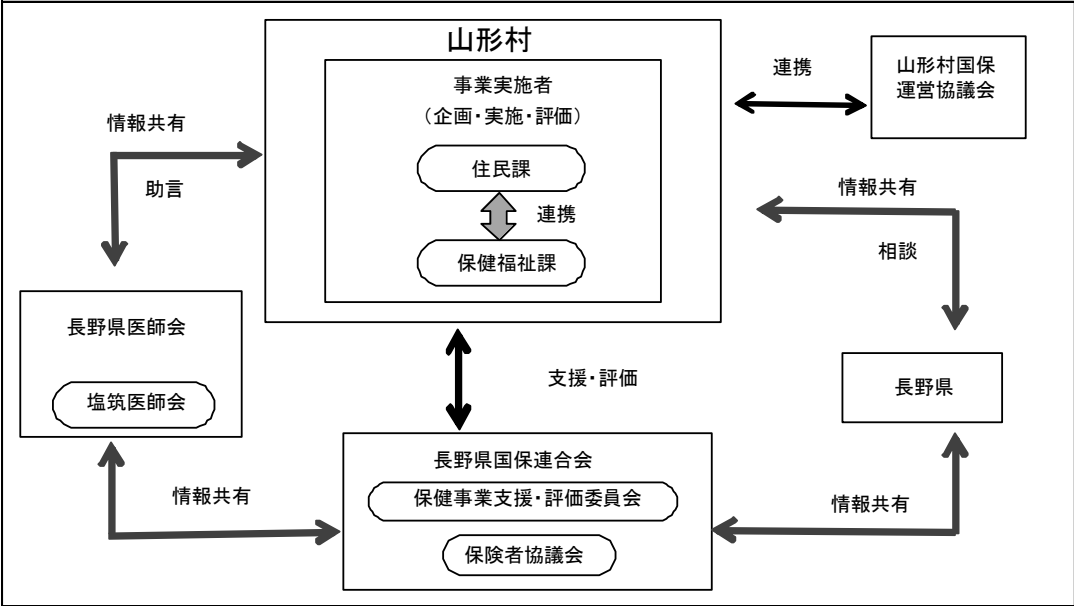 山形村
事業実施者
（企画・実施・評価）
住民課
連携
保健福祉課
連携
山形村国保
運営協議会
情報共有
助言
情報共有
相談
長野県医師会
塩筑医師会
支援・評価
長野県
長野県国保連合会
保健事業支援・評価委員会
保険者協議会
情報共有
情報共有